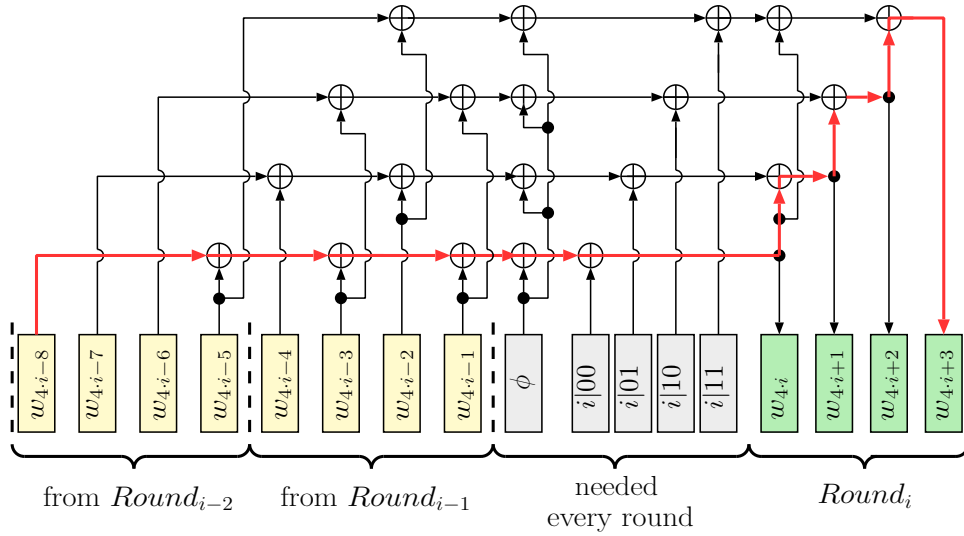 w₄·ᵢ₋₈
w₄·ᵢ₋₇
w₄·ᵢ₋₆
w₄·ᵢ₋₅
w₄·ᵢ₋₄
w₄·ᵢ₋₃
w₄·ᵢ₋₂
w₄·ᵢ₋₁
ϕ
i|00
i|01
i|10
i|11
w₄·ᵢ
w₄·ᵢ₊₁
w₄·ᵢ₊₂
w₄·ᵢ₊₃
from Roundᵢ₋₂
from Roundᵢ₋₁
needed
every round
Roundᵢ